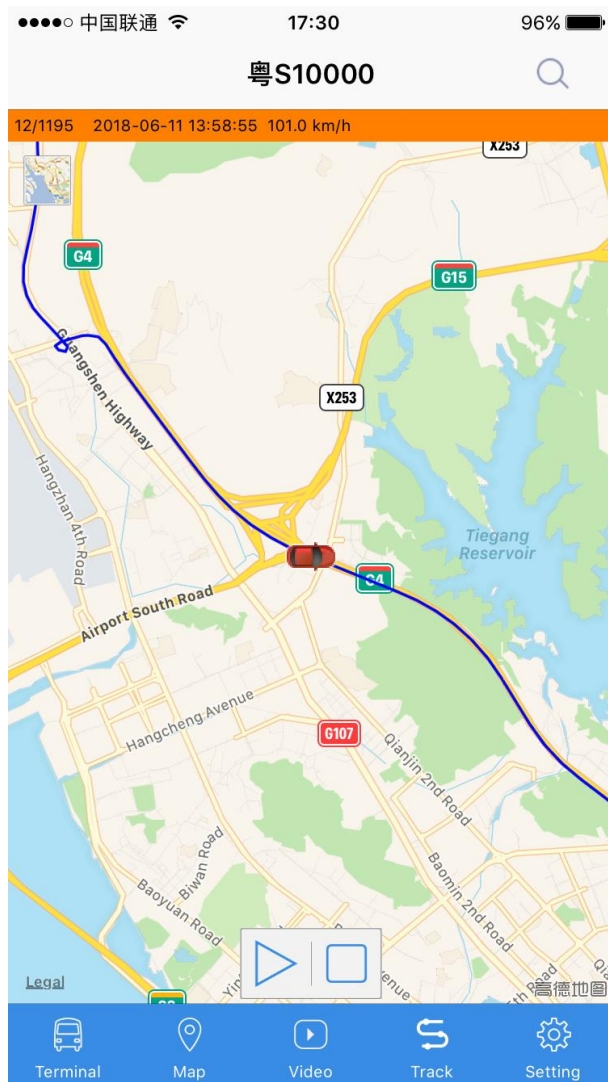 中国联通 17:30 96%
粤S10000
12/1195 2018-06-11 13:58:55 101.0 km/h
X253
G4
G15
Guangshen Highway
X253
Hangzhan 4th Road
Tiegang
Reservoir
G4
Airport South Road
Hangcheng Avenue
G107
Qianjin 2nd Road
Biwan Road
Baomin 2nd Road
Baoyuan Road
Legal
高德地图
Terminal Map Video Track Setting